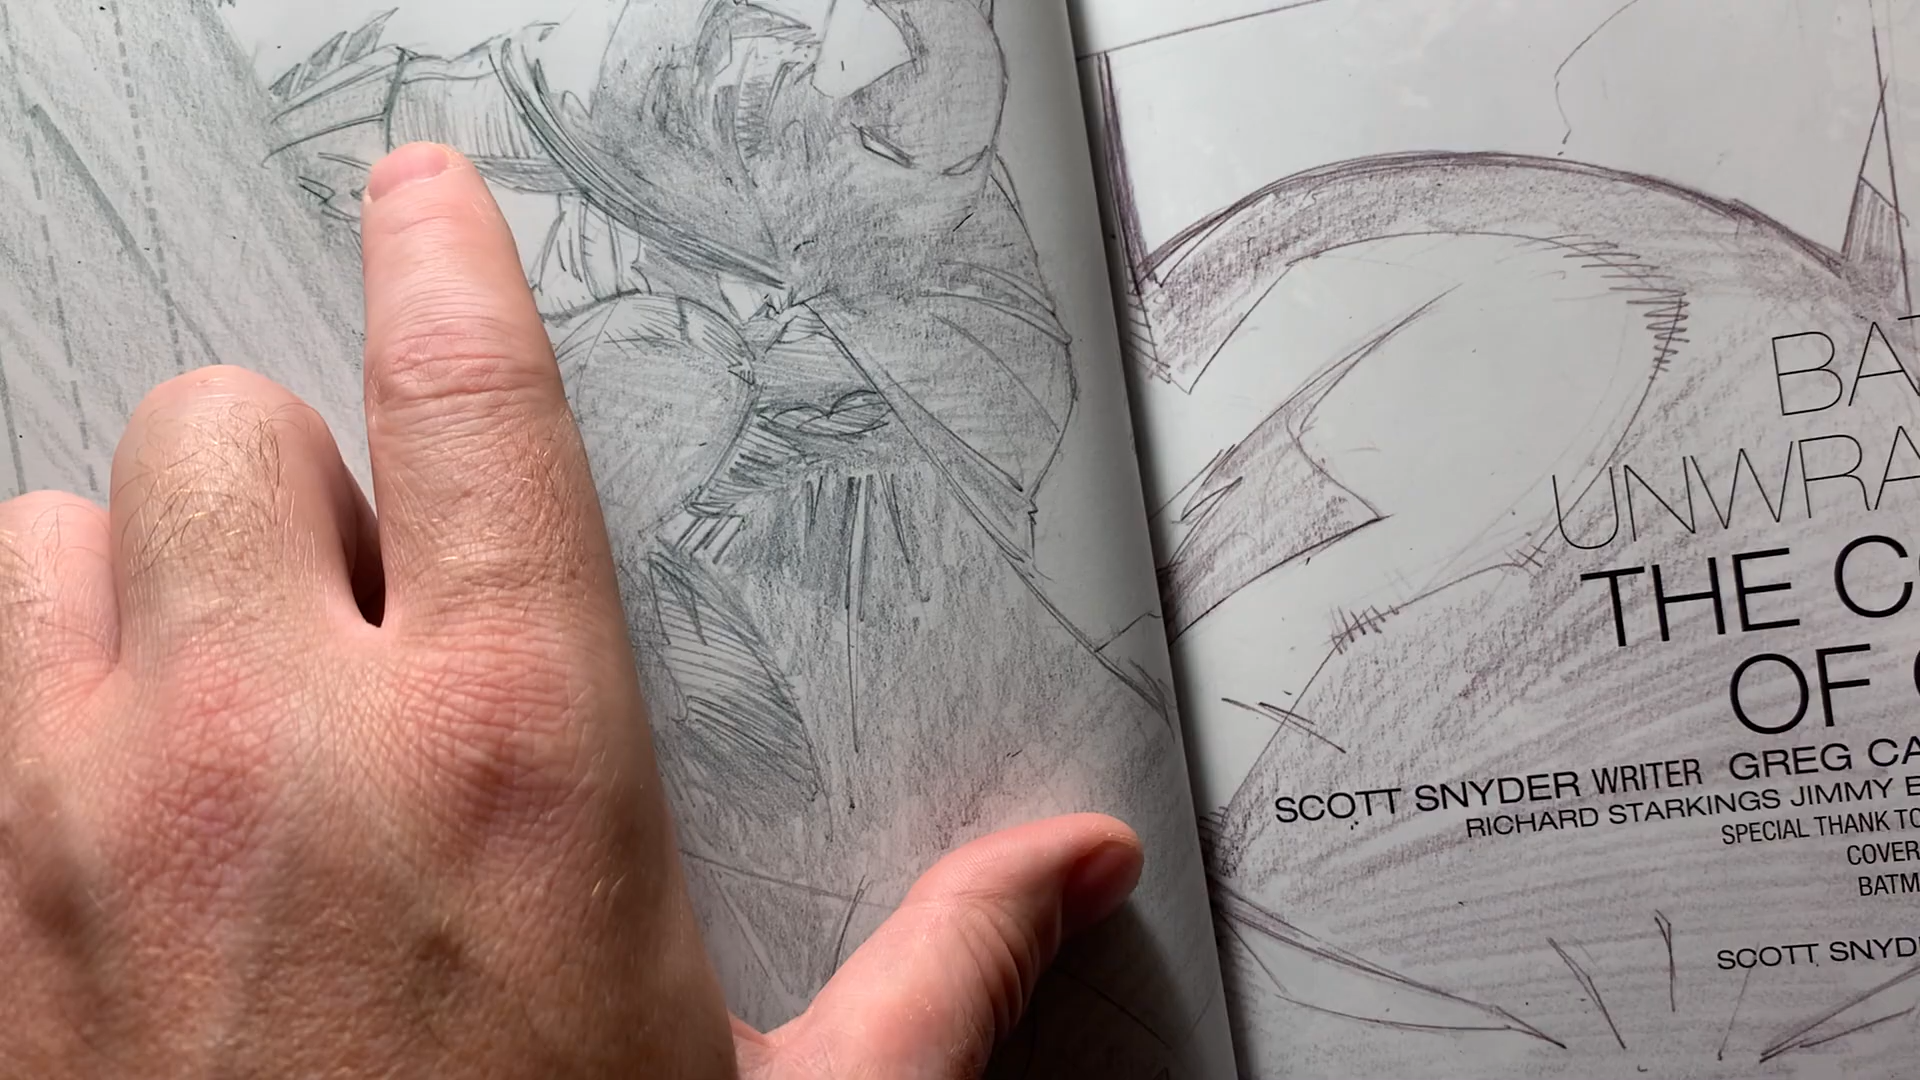 BAT
UNWRA
THE C
OF
SCOTT SNYDER WRITER GREG CA
RICHARD STARKINGS JIMMY E
SPECIAL THANK TO
COVER
BATM
SCOTT SNYD